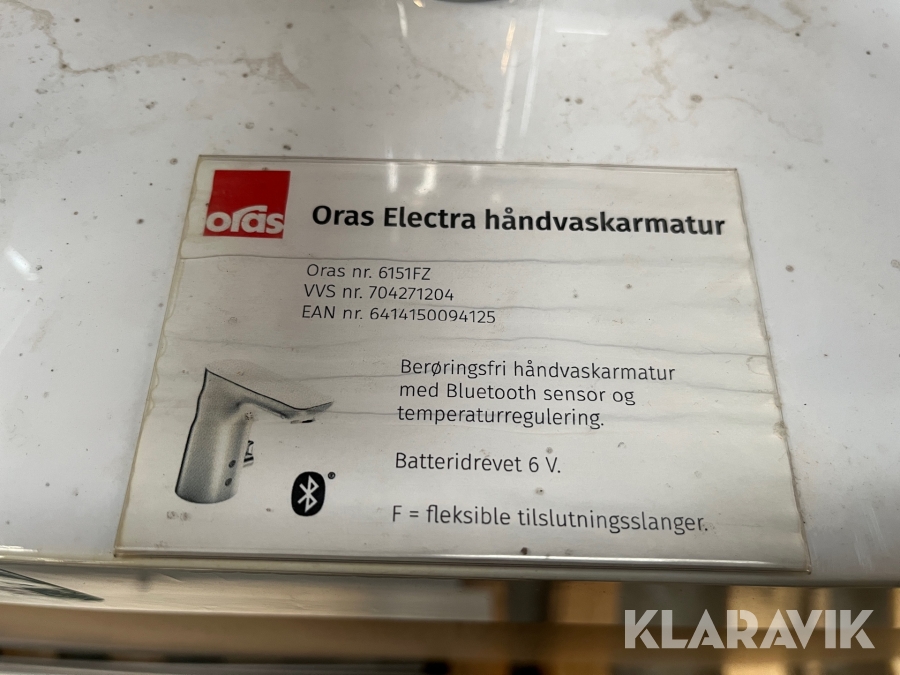 oras
Oras Electra håndvaskarmatur
Oras nr. 6151FZ
VVS nr. 704271204
EAN nr. 6414150094125
Berøringsfri håndvaskarmatur
med Bluetooth sensor og
temperaturregulering.
Batteridrevet 6 V.
F = fleksible tilslutningsslanger.
KLARAVIK